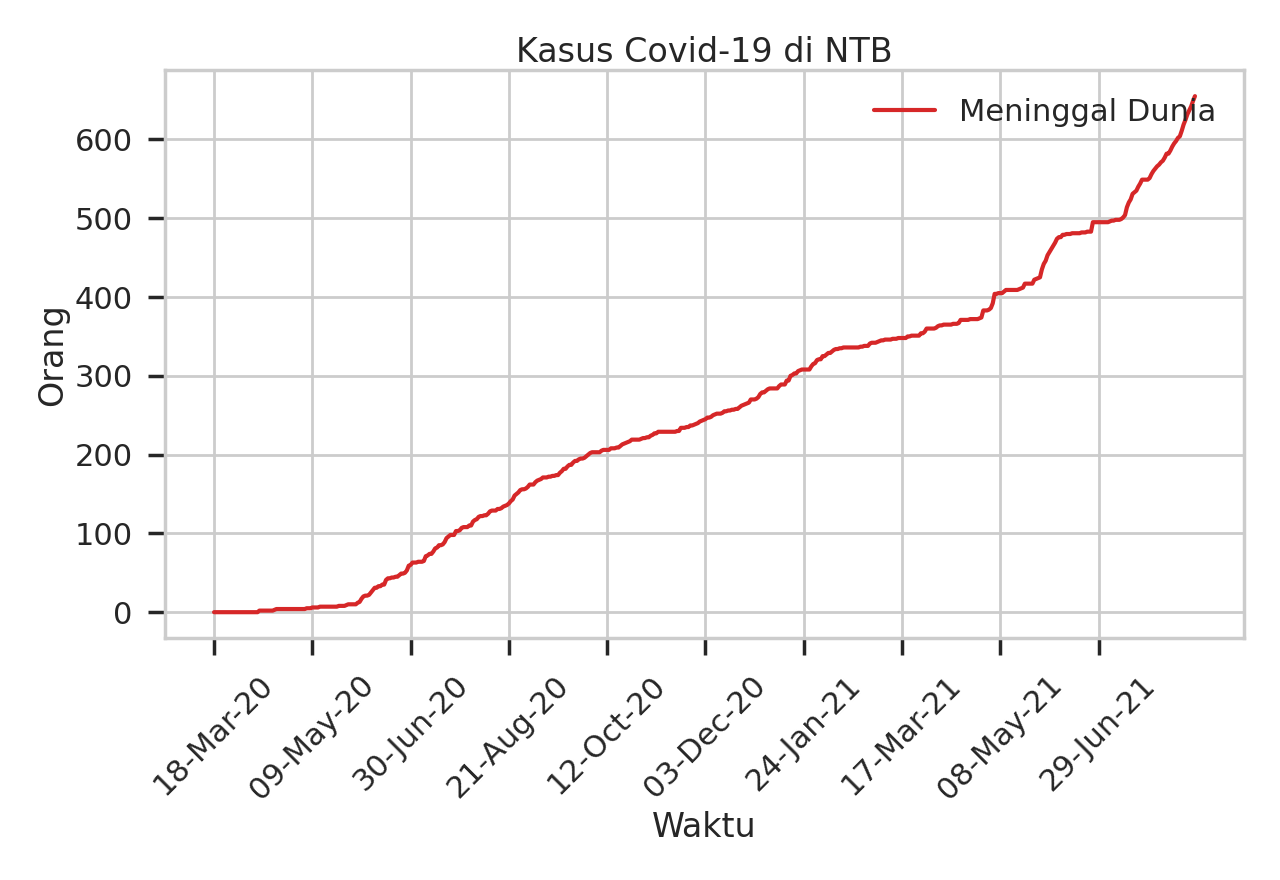 Kasus Covid-19 di NTB
Meninggal Dunia
600
500
400
300
200
100
0
Orang
18-Mar-20
09-May-20
30-Jun-20
21-Aug-20
12-Oct-20
03-Dec-20
24-Jan-21
17-Mar-21
08-May-21
29-Jun-21
Waktu